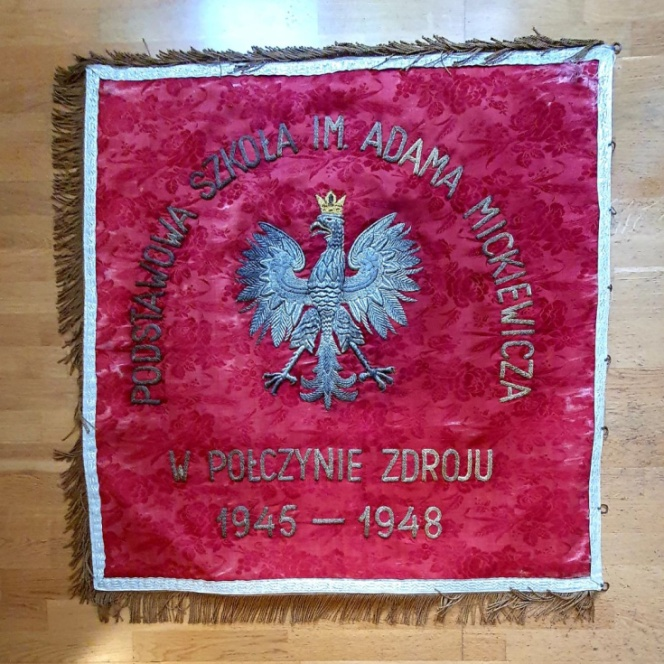 PODSTAWOWA SZKOŁA IM. ADAMA MICKIEWICZA
W POŁCZYNIE ZDROJU
1945 — 1948